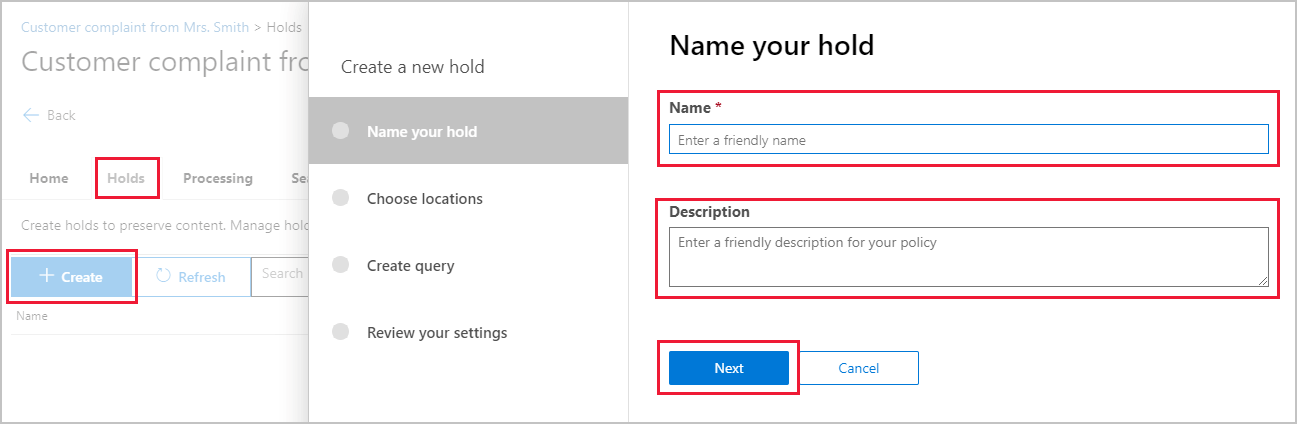 Customer complaint from Mrs. Smith > Holds
Customer complaint fro
Back
Home
Holds
Processing
Sea
Create holds to preserve content. Manage hold
+ Create
Refresh
Search
Name
Create a new hold
Name your hold
Choose locations
Create query
Review your settings
Name your hold
Name *
Enter a friendly name
Description
Enter a friendly description for your policy
Next
Cancel